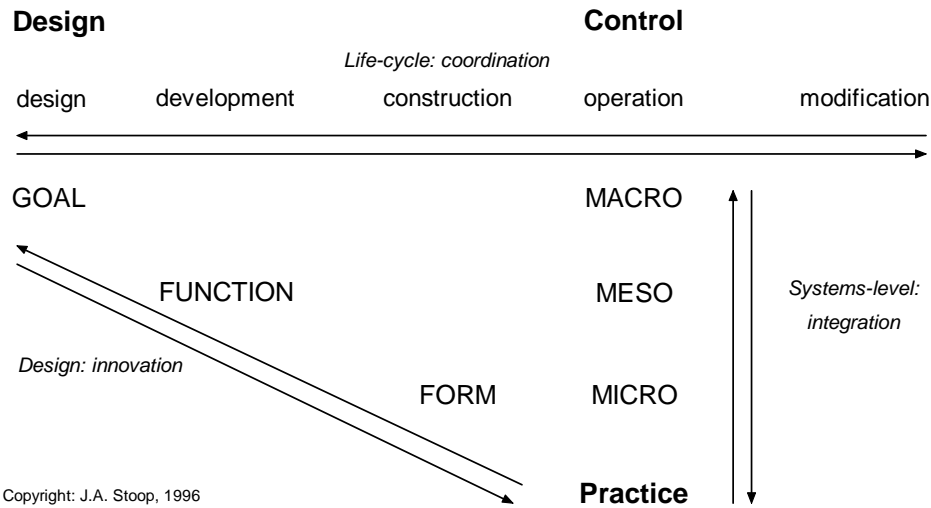 Design Control
Life-cycle: coordination
design development construction operation modification
GOAL MACRO
FUNCTION MESO Systems-level:
integration
Design: innovation
FORM MICRO
Copyright: J.A. Stoop, 1996 Practice